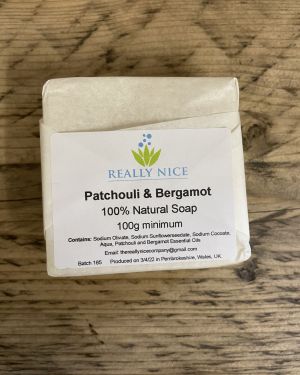 REALLY NICE
Patchouli & Bergamot
100% Natural Soap
100g minimum
Contains: Sodium Olivate, Sodium Sunflowerseedate, Sodium Cocoate,
Aqua, Patchouli and Bergamot Essential Oils
Email: thereallynicecompany@gmail.com
Batch 165 Produced on 3/4/22 in Pembrokeshire, Wales, UK.